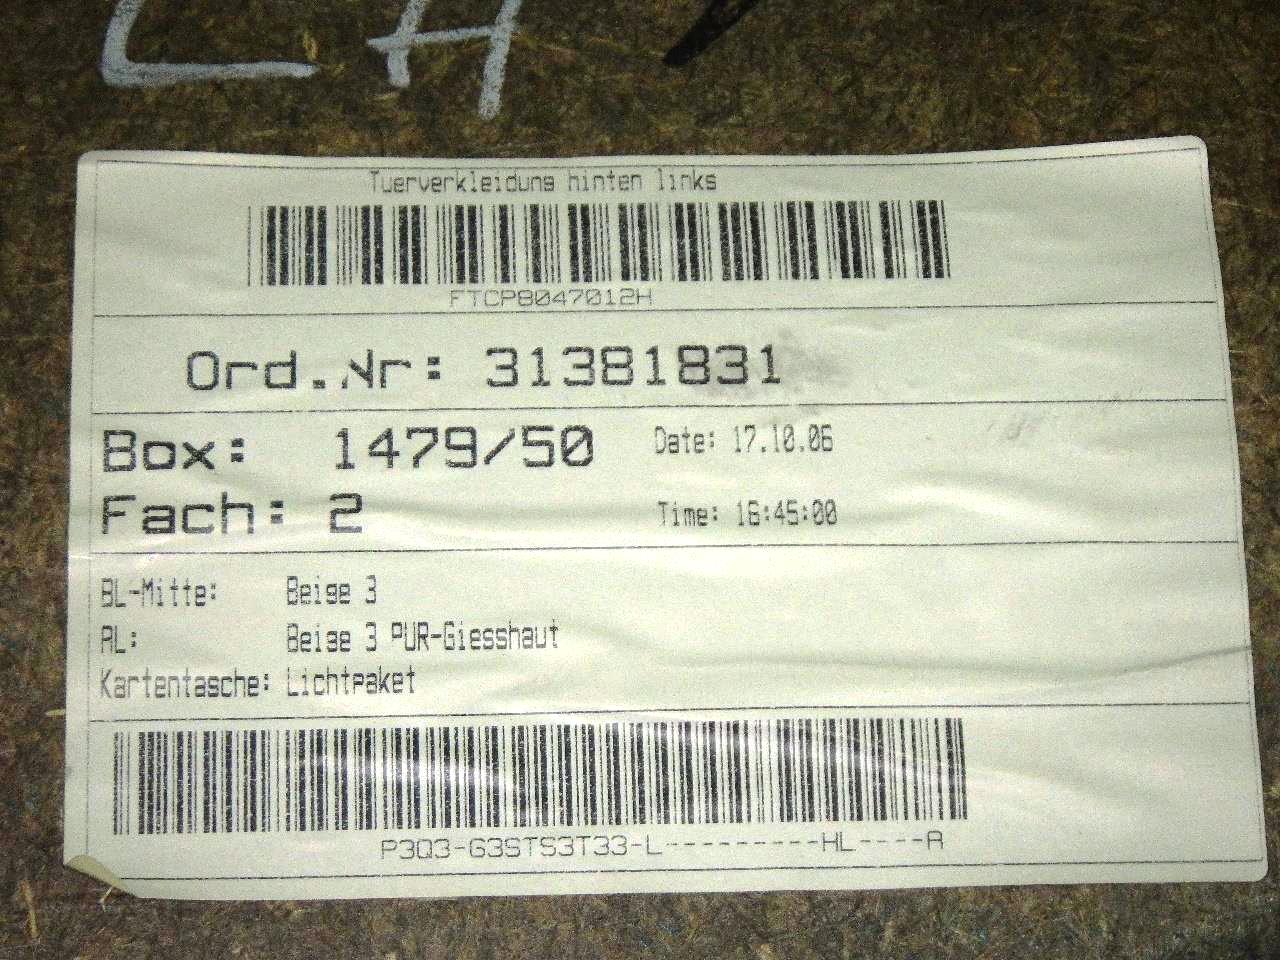 LH
Tuerverkleidung hinten links
FTCP8047012H
Ord.Nr: 31381831
Box: 1479/50
Date: 17.10.06
Fach: 2
Time: 16:45:00
BL-Mitte: Beige 3
AL: Beige 3 PUR-Giesshaut
Kartentasche: Lichtpaket
P3Q3-G3STS3T33-L---------HL----A